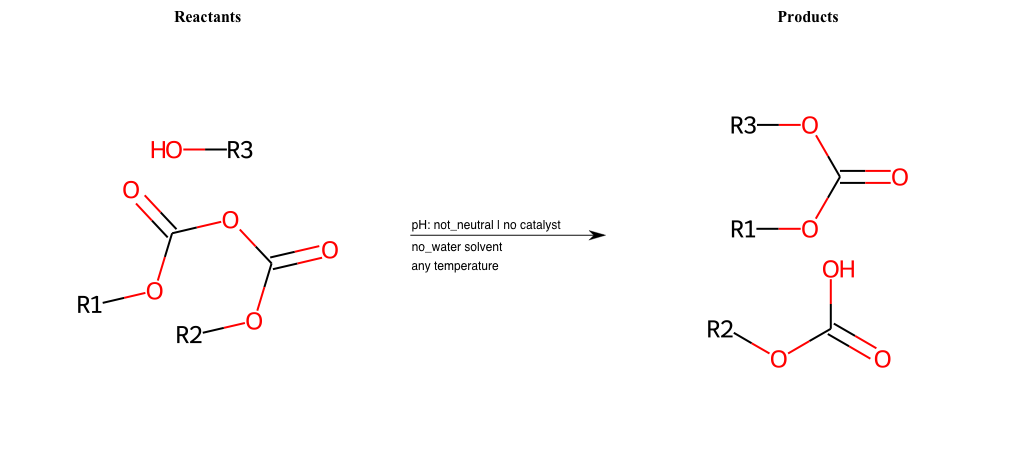 Reactants
Products
HO R3
O
O
O
R1 O
R2 O
pH: not_neutral | no catalyst
no_water solvent
any temperature
R3 O
O
R1 O
OH
R2
O
O